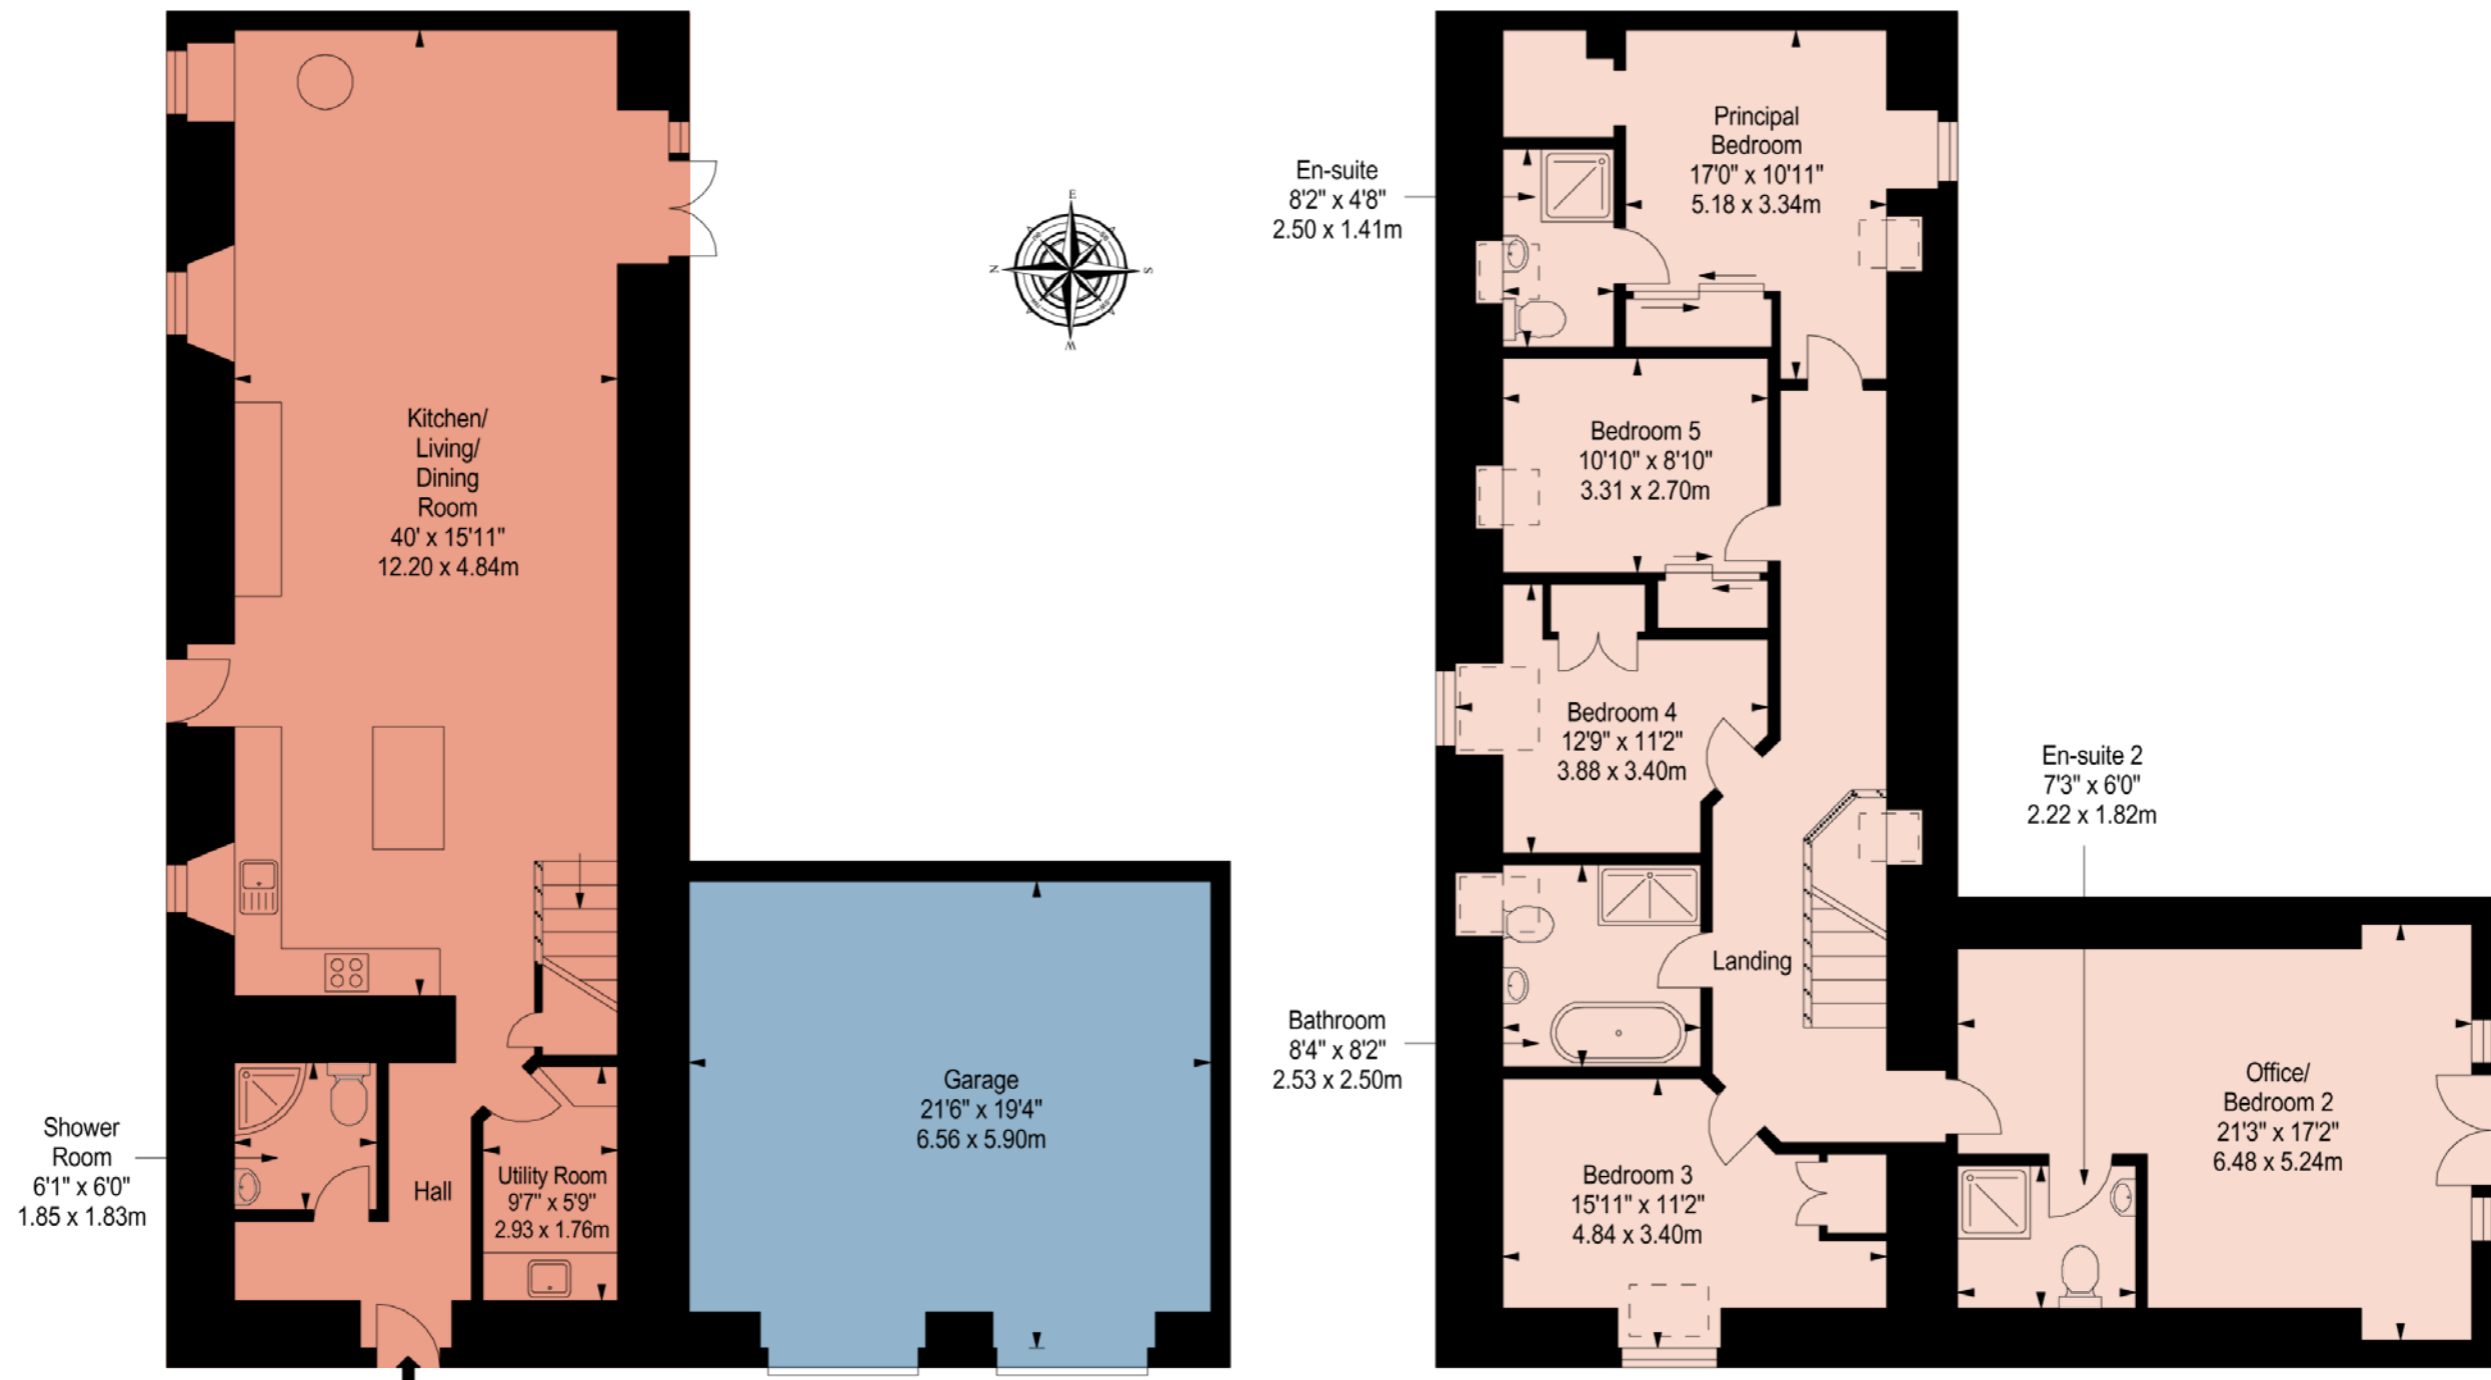 Kitchen/
Living/
Dining
Room
40' x 15'11"
12.20 x 4.84m
Shower
Room
6'1" x 6'0"
1.85 x 1.83m
Hall
Utility Room
9'7" x 5'9"
2.93 x 1.76m
Garage
21'6" x 19'4"
6.56 x 5.90m
E
N
S
W
En-suite
8'2" x 4'8"
2.50 x 1.41m
Principal
Bedroom
17'0" x 10'11"
5.18 x 3.34m
Bedroom 5
10'10" x 8'10"
3.31 x 2.70m
Bedroom 4
12'9" x 11'2"
3.88 x 3.40m
Bathroom
8'4" x 8'2"
2.53 x 2.50m
Landing
Bedroom 3
15'11" x 11'2"
4.84 x 3.40m
En-suite 2
7'3" x 6'0"
2.22 x 1.82m
Office/
Bedroom 2
21'3" x 17'2"
6.48 x 5.24m